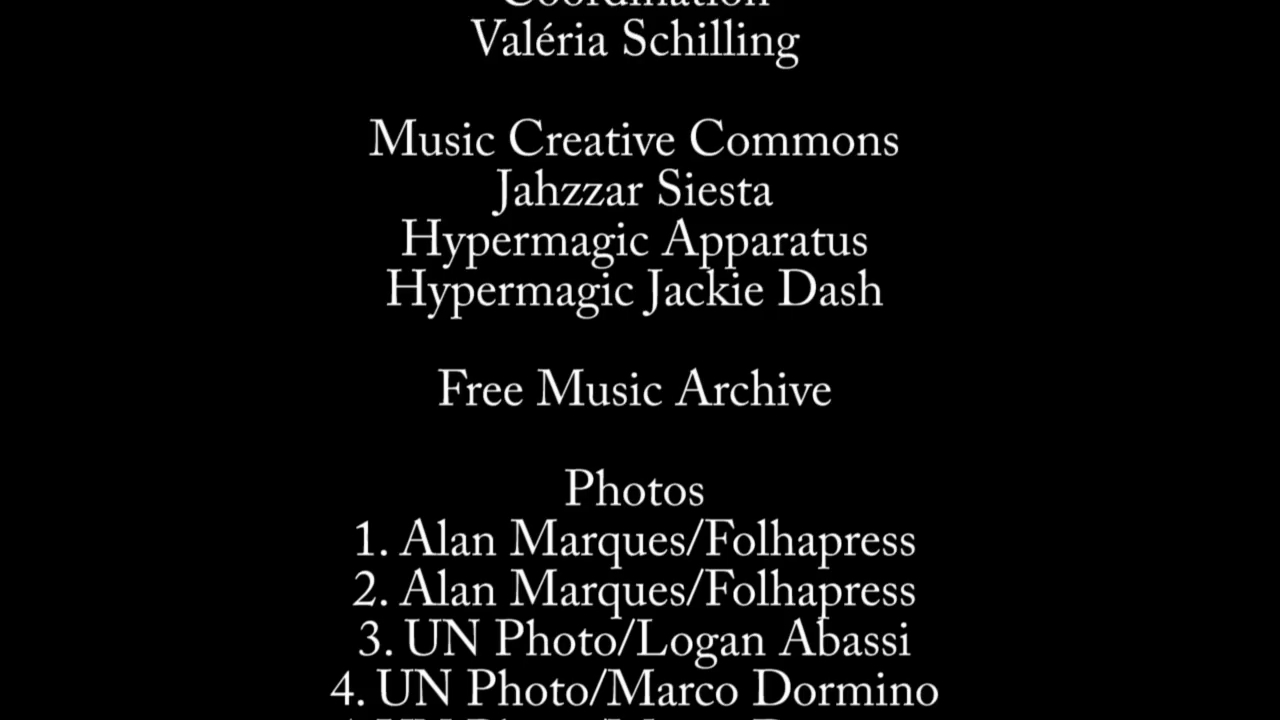 Coordination
Valéria Schilling
Music Creative Commons
Jahzzar Siesta
Hypermagic Apparatus
Hypermagic Jackie Dash
Free Music Archive
Photos
1. Alan Marques/Folhapress
2. Alan Marques/Folhapress
3. UN Photo/Logan Abassi
4. UN Photo/Marco Dormino